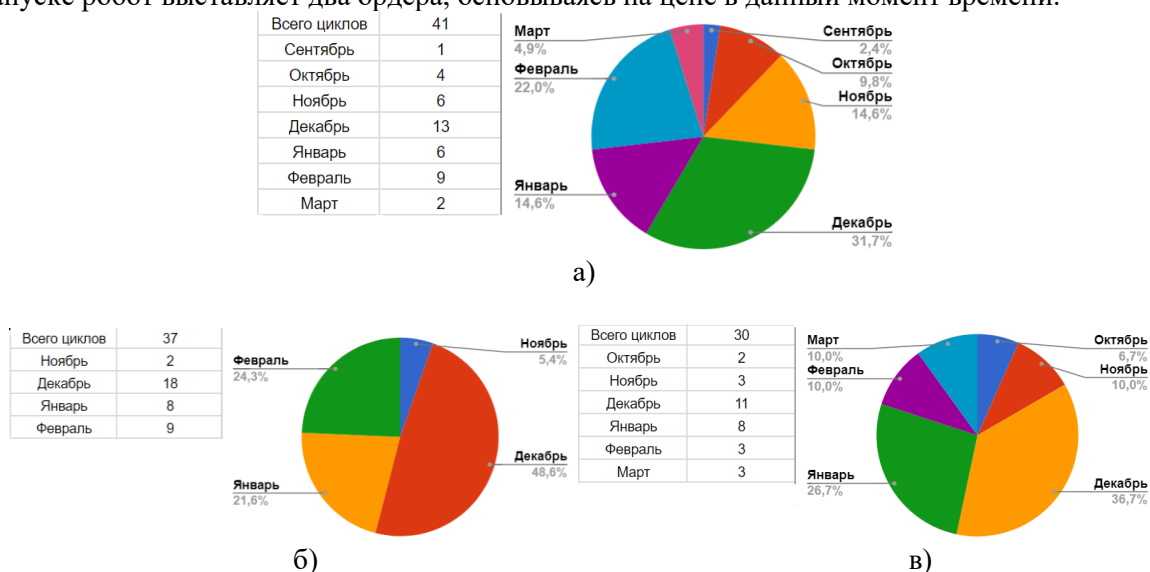 пуске робот выставляет два ордера, основываясь на цене в данный момент времени.
Всего циклов 41
Сентябрь 1
Октябрь 4
Ноябрь 6
Декабрь 13
Январь 6
Февраль 9
Март 2
Март
4,9%
Февраль
22,0%
Январь
14,6%
Сентябрь
2,4%
Октябрь
9,8%
Ноябрь
14,6%
Декабрь
31,7%
а)
Всего циклов 37
Ноябрь 2
Декабрь 18
Январь 8
Февраль 9
Февраль
24,3%
Январь
21,6%
Ноябрь
5,4%
Декабрь
48,6%
б)
Всего циклов 30
Октябрь 2
Ноябрь 3
Декабрь 11
Январь 8
Февраль 3
Март 3
Март
10,0%
Февраль
10,0%
Январь
26,7%
Октябрь
6,7%
Ноябрь
10,0%
Декабрь
36,7%
в)